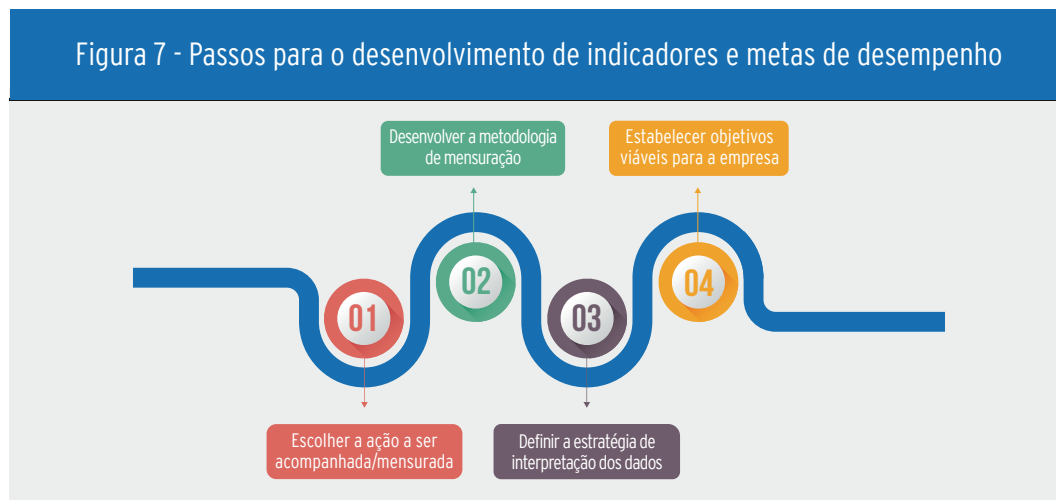 Figura 7 - Passos para o desenvolvimento de indicadores e metas de desempenho
01
Escolher a ação a ser
acompanhada/mensurada
02
Desenvolver a metodologia
de mensuração
03
Definir a estratégia de
interpretação dos dados
04
Estabelecer objetivos
viáveis para a empresa